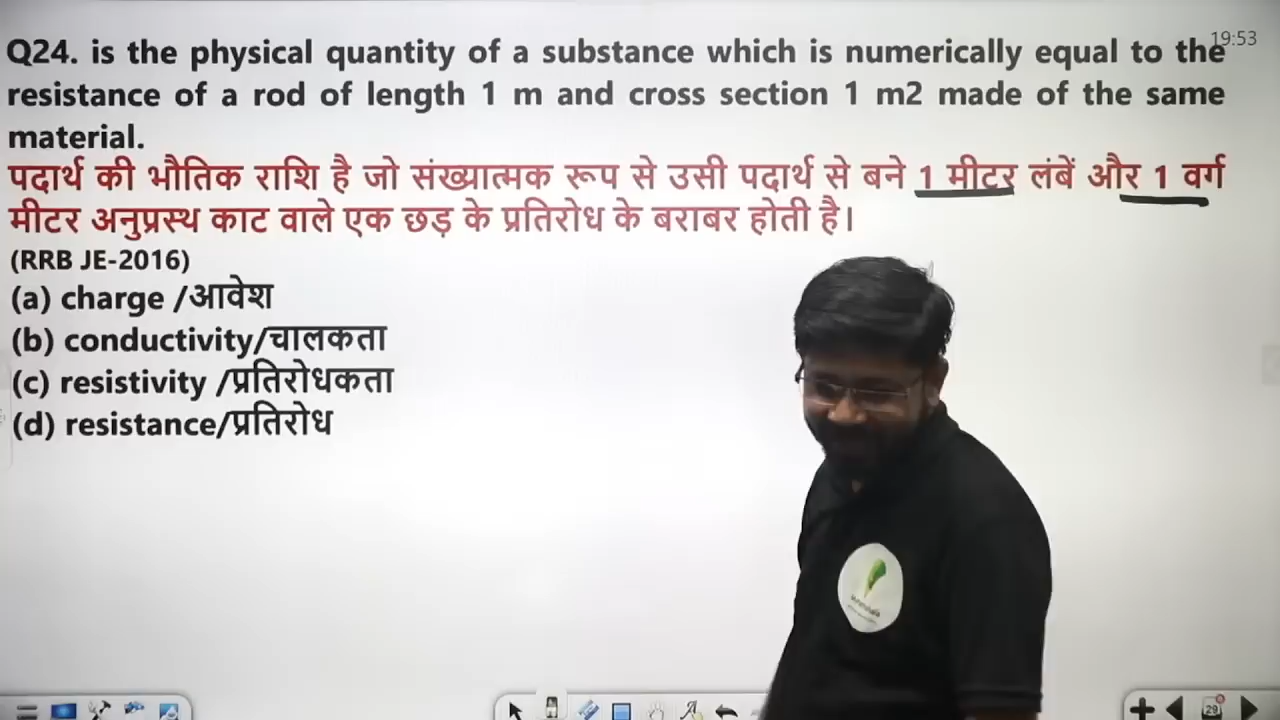 19:53
Q24. is the physical quantity of a substance which is numerically equal to the
resistance of a rod of length 1 m and cross section 1 m2 made of the same
material.
पदार्थ की भौतिक राशि है जो संख्यात्मक रूप से उसी पदार्थ से बने 1 मीटर लंबें और 1 वर्ग
मीटर अनुप्रस्थ काट वाले एक छड़ के प्रतिरोध के बराबर होती है।
(RRB JE-2016)
(a) charge /आवेश
(b) conductivity/चालकता
(c) resistivity /प्रतिरोधकता
(d) resistance/प्रतिरोध
29